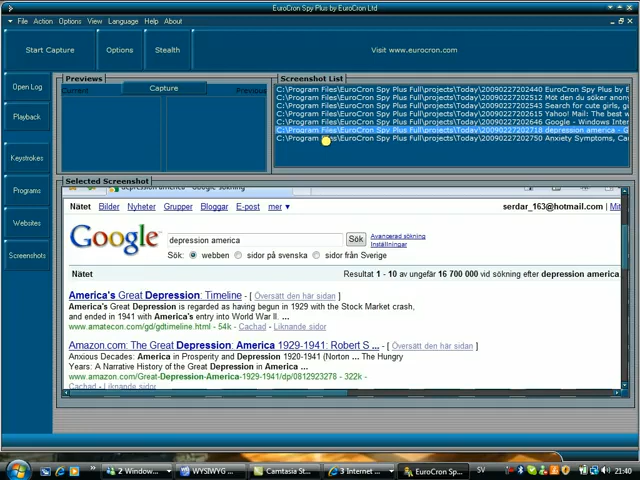 EuroCron Spy Plus by EuroCron Ltd
File Action Options View Language Help About
Start Capture
Options
Stealth
Visit www.eurocron.com
Open Log
Playback
Keystrokes
Programs
Websites
Screenshots
Previews
Current
Capture
Previous
Screenshot List
C:\Program Files\EuroCron Spy Plus Full\projects\Today\20090227202440 EuroCron Spy Plus
C:\Program Files\EuroCron Spy Plus Full\projects\Today\20090227202512 Möt den du söker anony
C:\Program Files\EuroCron Spy Plus Full\projects\Today\20090227202543 Search for cute girls, gu
C:\Program Files\EuroCron Spy Plus Full\projects\Today\20090227202615 Yahoo! Mail: The best w
C:\Program Files\EuroCron Spy Plus Full\projects\Today\20090227202646 Google - Windows Inter
C:\Program Files\EuroCron Spy Plus Full\projects\Today\20090227202718 depression america - G
C:\Program Files\EuroCron Spy Plus Full\projects\Today\20090227202750 Anxiety Symptoms, Ca
Selected Screenshot
depression america - Google sökning
Nätet Bilder Nyheter Grupper Bloggar E-post mer ▼
serdar_163@hotmail.com | Mit
Google
depression america
Sök
Avancerad sökning
Inställningar
Sök: webben sidor på svenska sidor från Sverige
Nätet
Resultat 1 - 10 av ungefär 16 700 000 vid sökning efter depression america
America's Great Depression: Timeline - [ Översätt den här sidan ]
America's Great Depression is regarded as having begun in 1929 with the Stock Market crash,
and ended in 1941 with America's entry into World War II. ...
www.amatecon.com/gd/gdtimeline.html - 54k - Cachad - Liknande sidor
Amazon.com: The Great Depression: America 1929-1941: Robert S ... - [ Översätt den här sidan ]
Anxious Decades: America in Prosperity and Depression 1920-1941 (Norton ... The Hungry
Years: A Narrative History of the Great Depression in America ...
www.amazon.com/Great-Depression-America-1929-1941/dp/0812923278 - 322k -
Cachad - Liknande sidor
2 Window...
WYSIWYG ...
Camtasia St...
3 Internet ...
EuroCron Sp...
SV
21:40